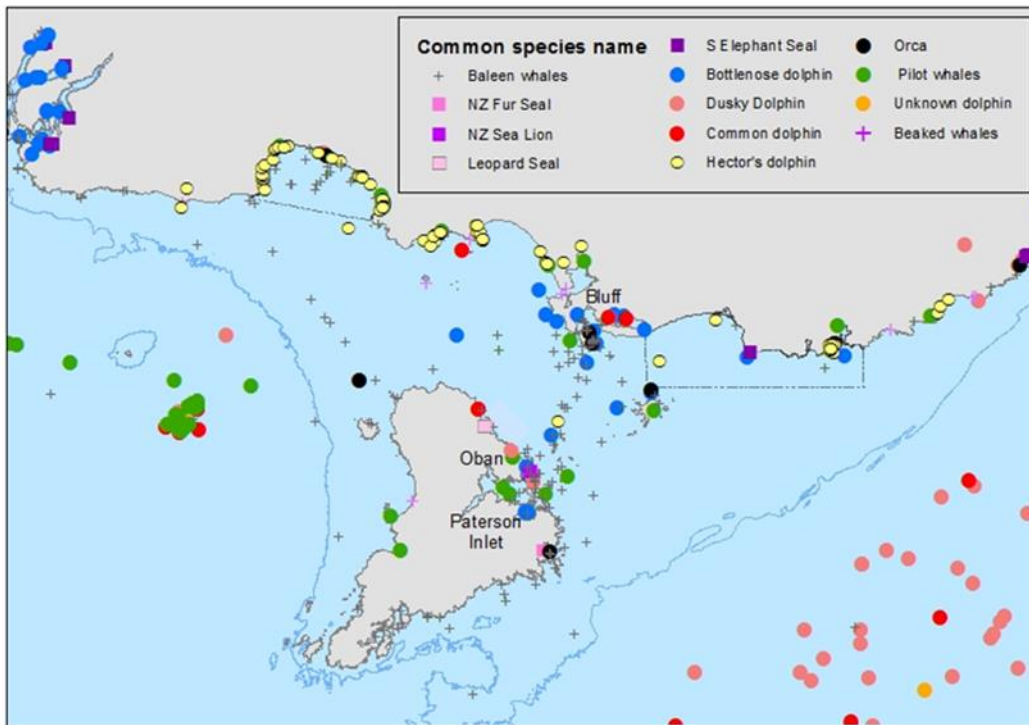 Common species name
Baleen whales
NZ Fur Seal
NZ Sea Lion
Leopard Seal
S Elephant Seal
Bottlenose dolphin
Dusky Dolphin
Common dolphin
Hector's dolphin
Orca
Pilot whales
Unknown dolphin
Beaked whales
Bluff
Oban
Paterson
Inlet